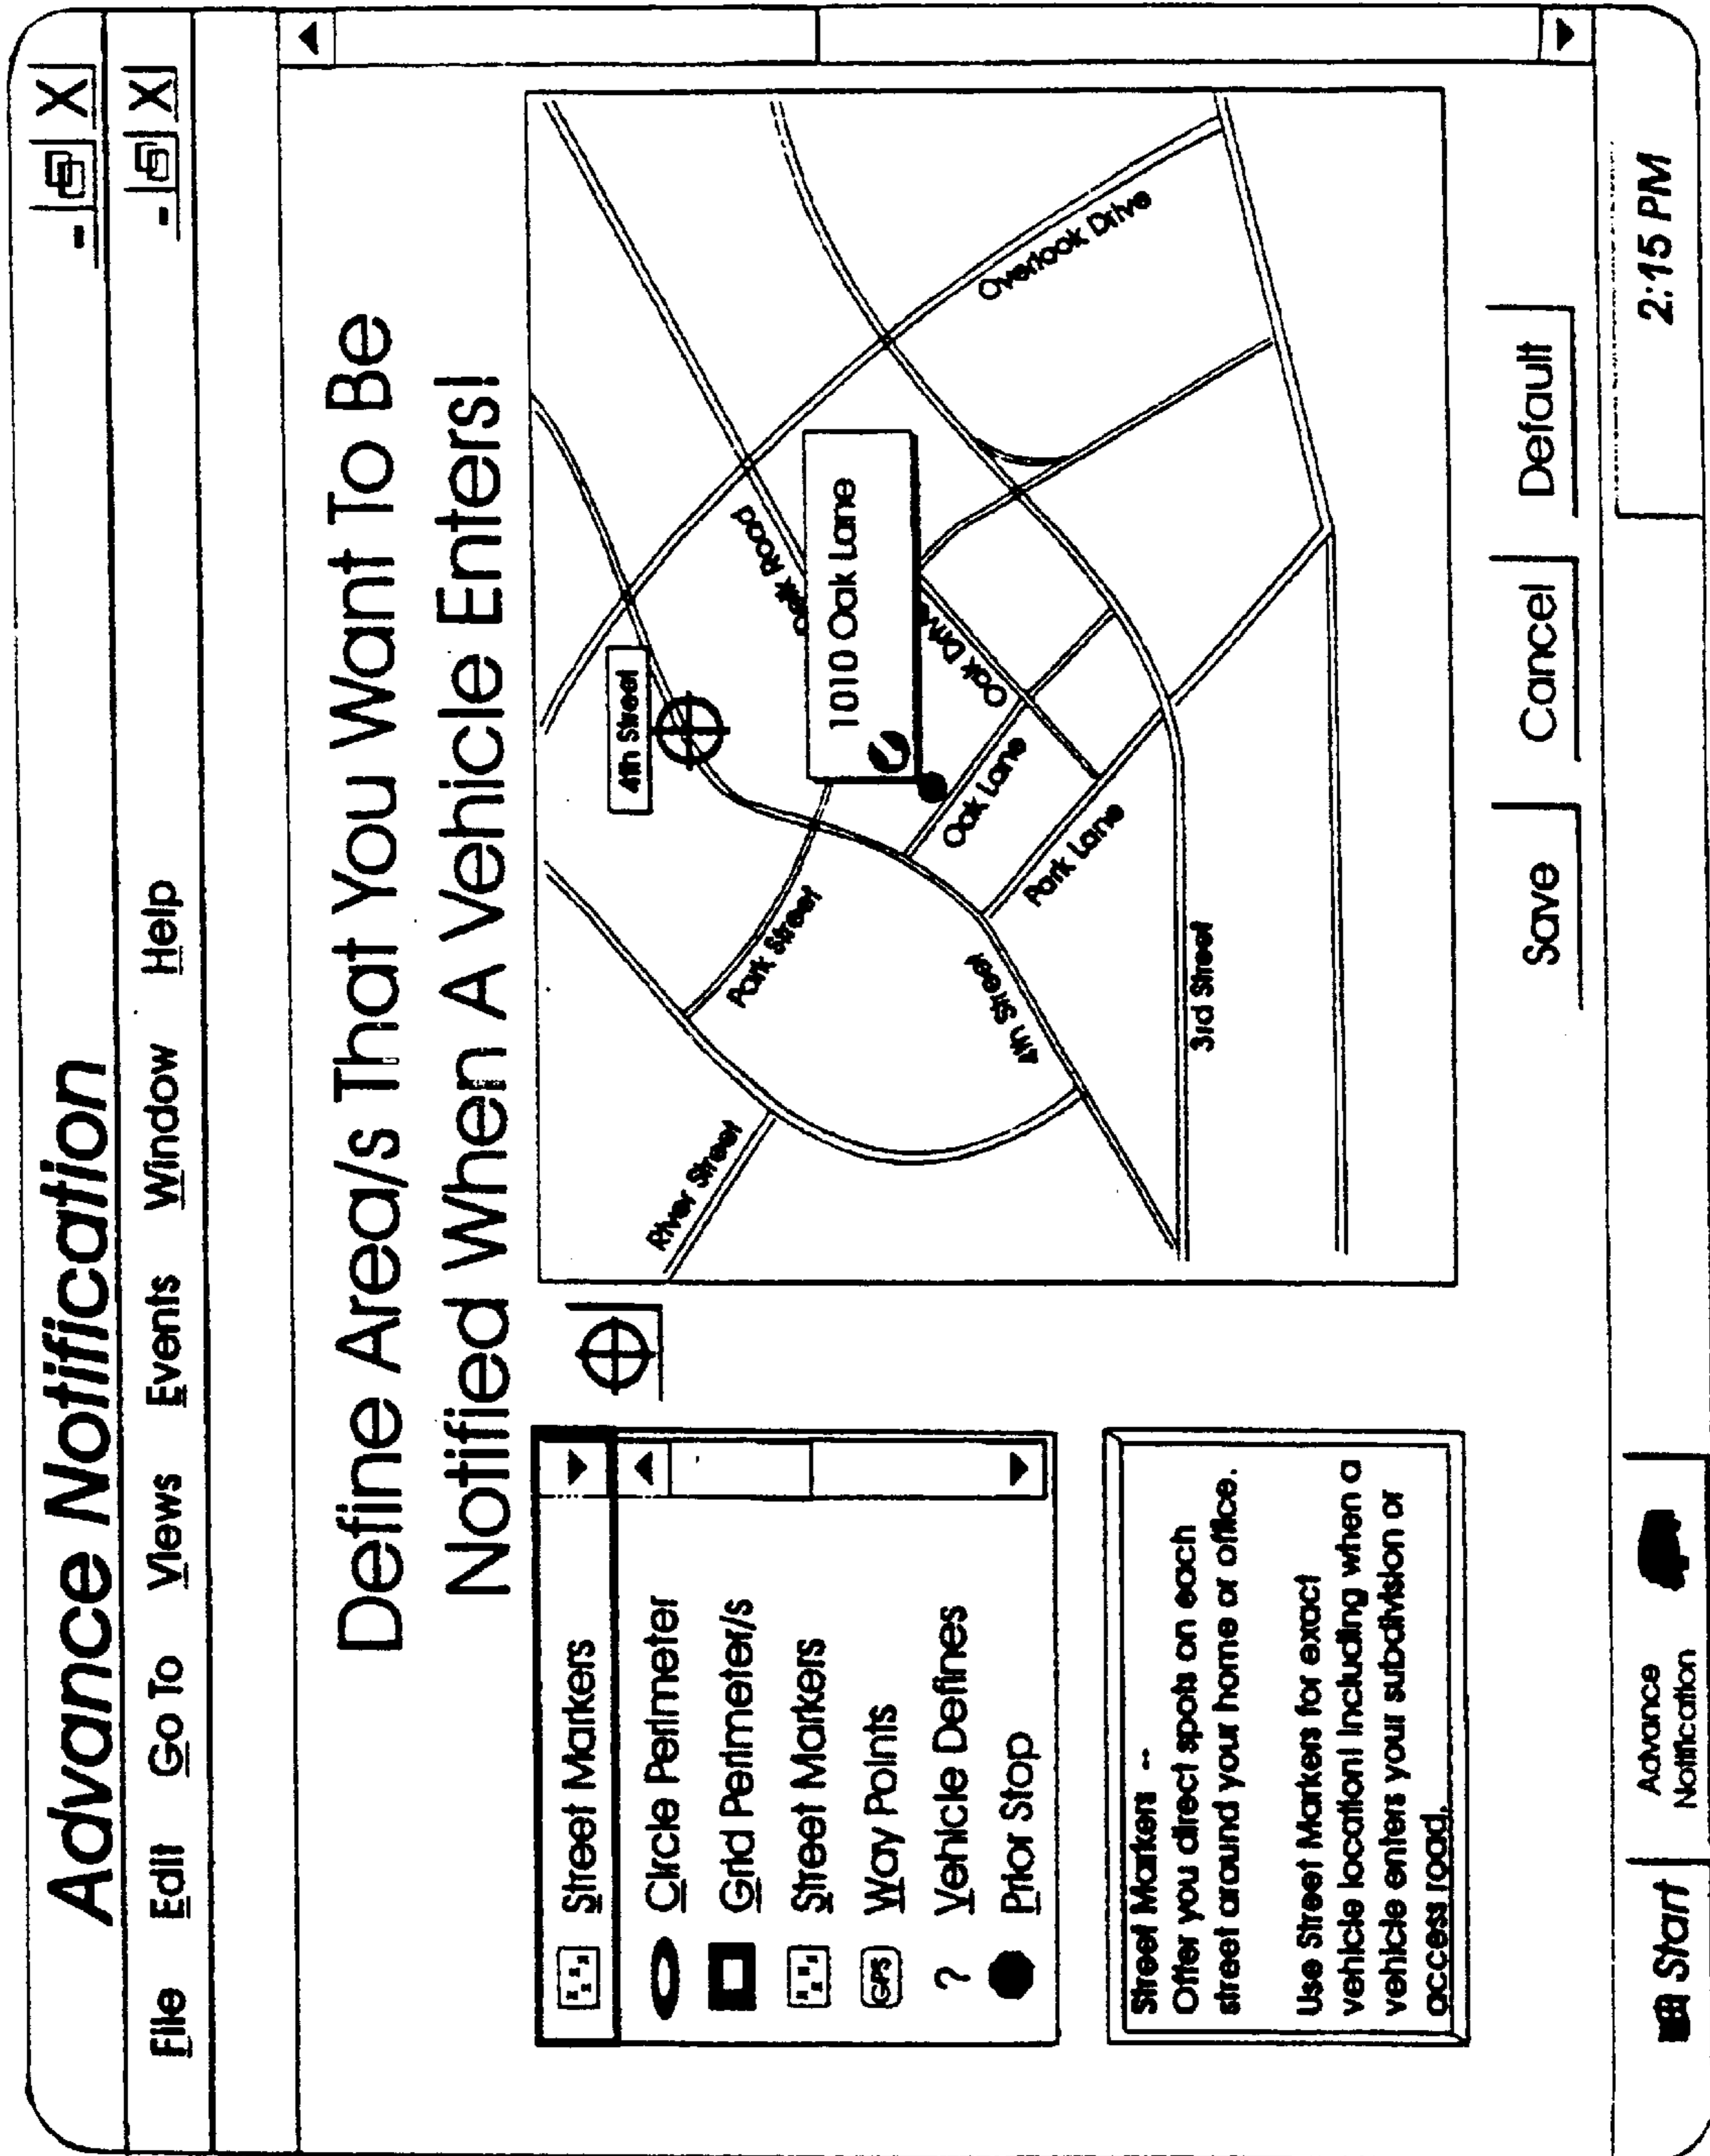 Advance Notification
File Edit Go To Views Events Window Help
Define Area/s That You Want To Be
Notified When A Vehicle Enters!
Street Markers
Circle Perimeter
Grid Perimeter/s
Street Markers
GPS Way Points
? Vehicle Defines
Prior Stop
Street Markers --
Offer you direct spots on each
street around your home or office.
Use Street Markers for exact
vehicle location! Including when a
vehicle enters your subdivision or
access road.
4th Street
1010 Oak Lane
Road
Oak
Overlook Drive
Oak Lane
Park Lane
Park Street
River Street
4th Street
3rd Street
Save Cancel Default
Start
Advance
Notification
2:15 PM